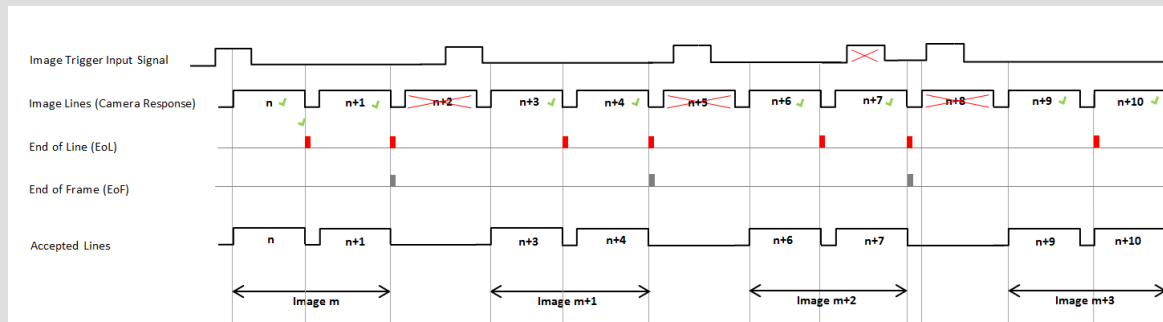 Image Trigger Input Signal
Image Lines (Camera Response) n n+1 n+2 n+3 n+4 n+5 n+6 n+7 n+8 n+9 n+10
End of Line (EoL)
End of Frame (EoF)
Accepted Lines n n+1 n+3 n+4 n+6 n+7 n+9 n+10
Image m Image m+1 Image m+2 Image m+3